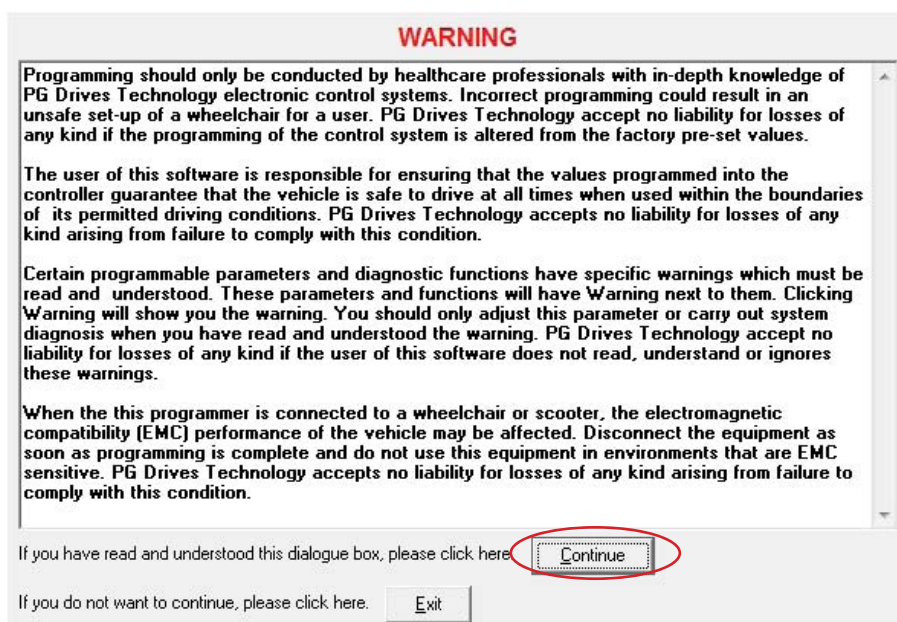 WARNING
Programming should only be conducted by healthcare professionals with in-depth knowledge of
PG Drives Technology electronic control systems. Incorrect programming could result in an
unsafe set-up of a wheelchair for a user. PG Drives Technology accept no liability for losses of
any kind if the programming of the control system is altered from the factory pre-set values.
The user of this software is responsible for ensuring that the values programmed into the
controller guarantee that the vehicle is safe to drive at all times when used within the boundaries
of its permitted driving conditions. PG Drives Technology accepts no liability for losses of any
kind arising from failure to comply with this condition.
Certain programmable parameters and diagnostic functions have specific warnings which must be
read and understood. These parameters and functions will have Warning next to them. Clicking
Warning will show you the warning. You should only adjust this parameter or carry out system
diagnosis when you have read and understood the warning. PG Drives Technology accept no
liability for losses of any kind if the user of this software does not read, understand or ignores
these warnings.
When the this programmer is connected to a wheelchair or scooter, the electromagnetic
compatibility (EMC) performance of the vehicle may be affected. Disconnect the equipment as
soon as programming is complete and do not use this equipment in environments that are EMC
sensitive. PG Drives Technology accepts no liability for losses of any kind arising from failure to
comply with this condition.
If you have read and understood this dialogue box, please click here Continue
If you do not want to continue, please click here. Exit